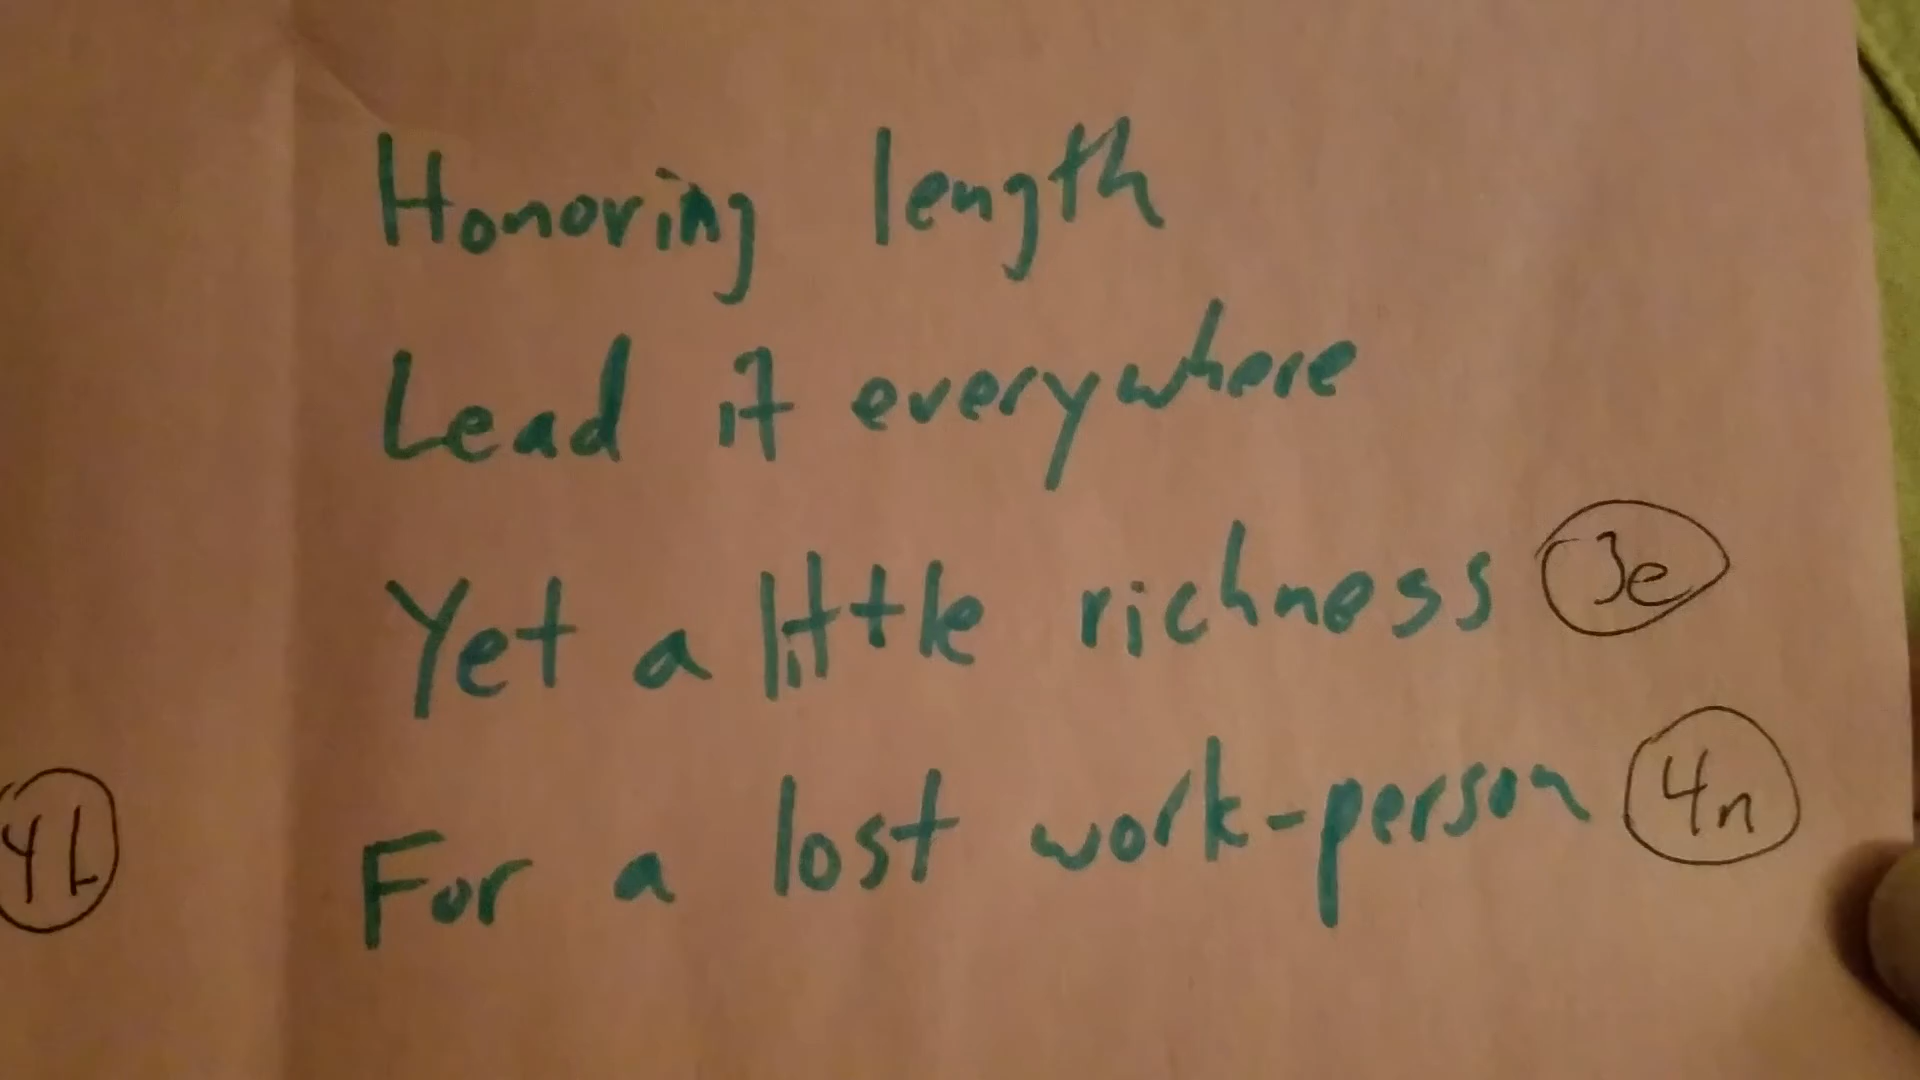 Honoring length
Lead it everywhere
Yet a little richness 3e
4L For a lost work-person 4n